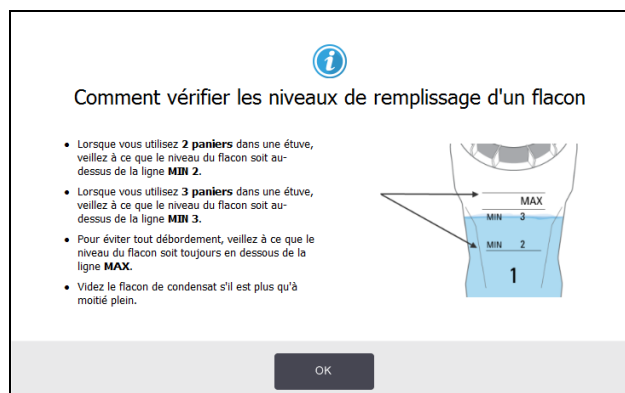 Comment vérifier les niveaux de remplissage d'un flacon
• Lorsque vous utilisez 2 paniers dans une étuve,
veillez à ce que le niveau du flacon soit au-
dessus de la ligne MIN 2.
• Lorsque vous utilisez 3 paniers dans une étuve,
veillez à ce que le niveau du flacon soit au-
dessus de la ligne MIN 3.
• Pour éviter tout débordement, veillez à ce que le
niveau du flacon soit toujours en dessous de la
ligne MAX.
• Videz le flacon de condensat s'il est plus qu'à
moitié plein.
MAX
MIN 3
MIN 2
1
OK